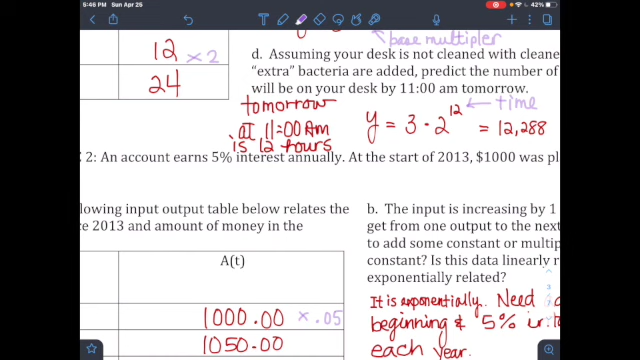 5:46 PM Sun Apr 25
42%
12 × 2
24
base multiplier
d. Assuming your desk is not cleaned with cleane
"extra" bacteria are added, predict the number of
will be on your desk by 11:00 am tomorrow.
tomorrow
at 11:00 Am
is 12 hours
y = 3 · 2^12 = 12,288
← time
2: An account earns 5% interest annually. At the start of 2013, $1000 was pl
llowing input output table below relates the
ce 2013 and amount of money in the
A(t)
1000.00 × .05
1050.00
b. The input is increasing by 1
get from one output to the next
to add some constant or multip
constant? Is this data linearly r
exponentially related?
It is exponentially. Need
beginning & 5% in
each year.